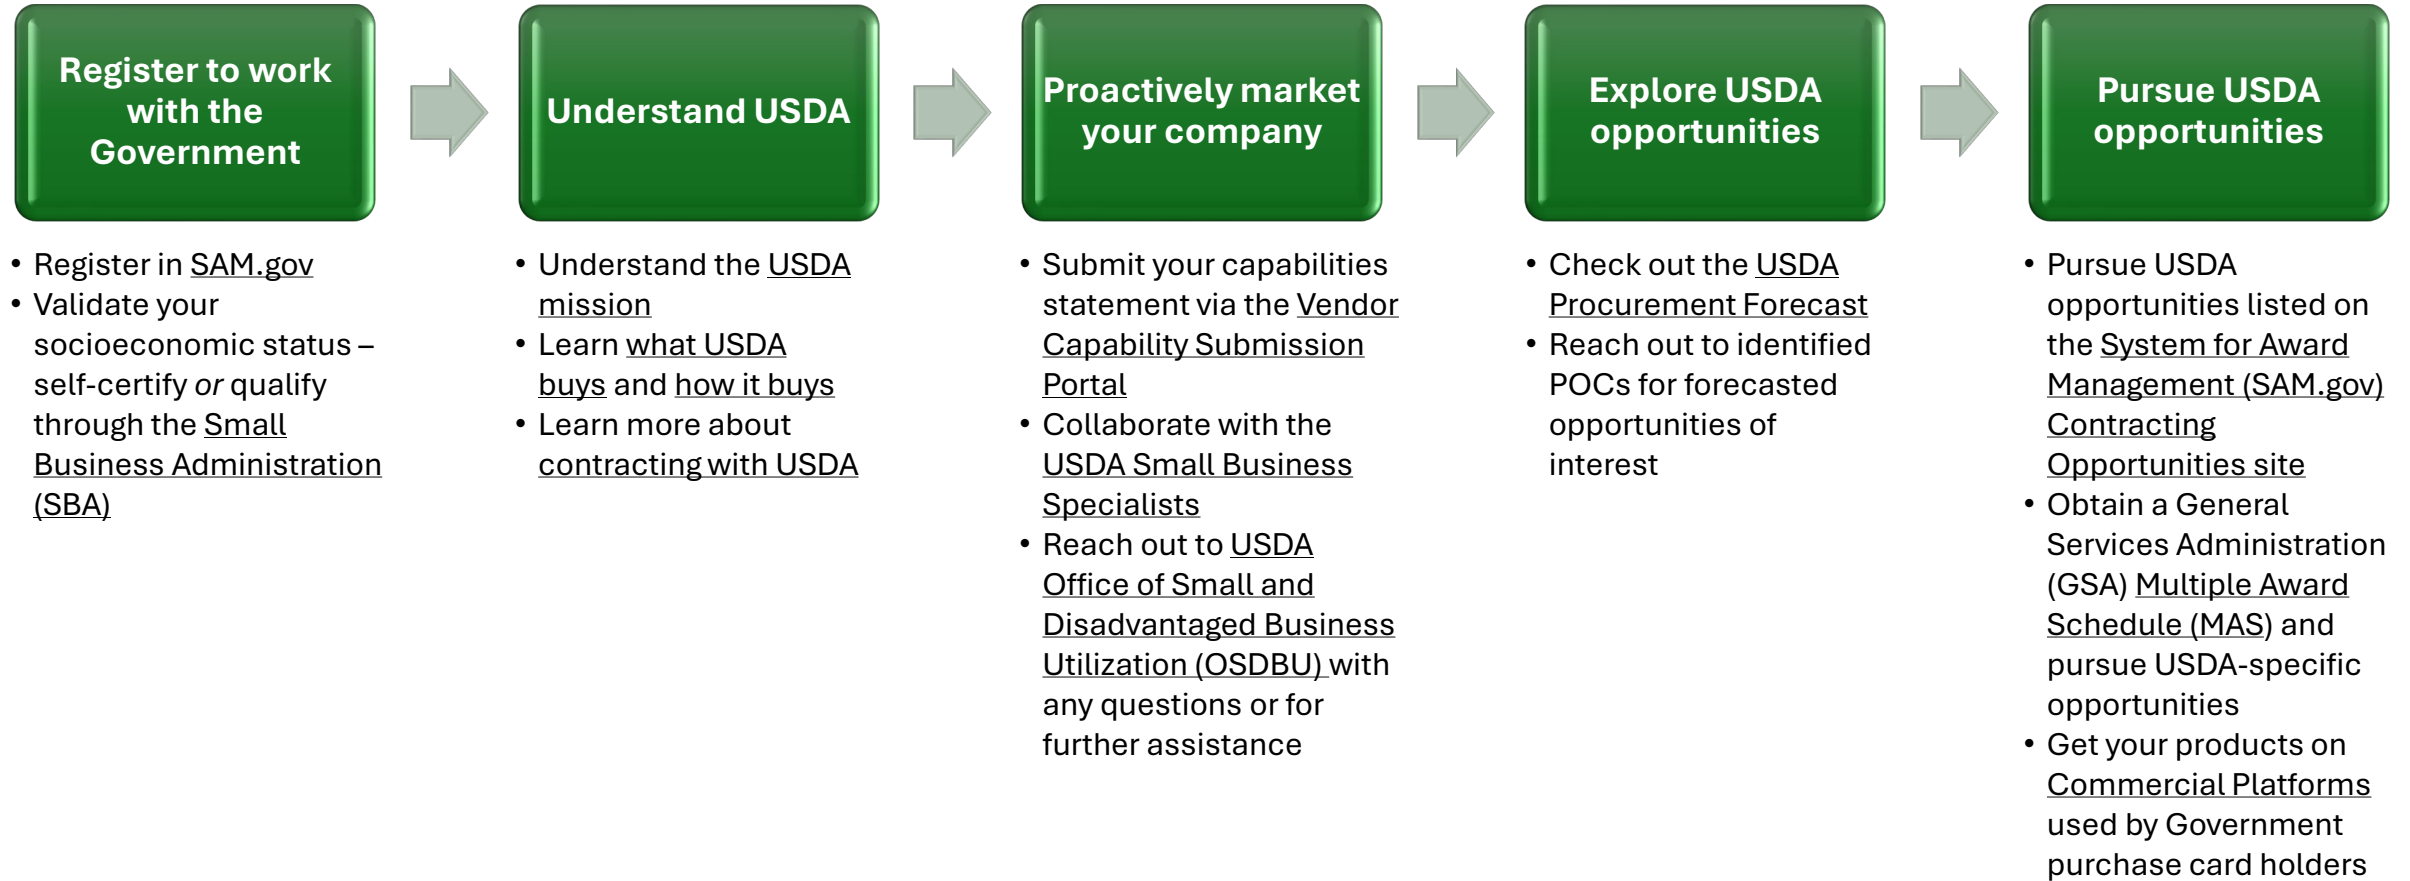 Register to work
with the
Government
• Register in SAM.gov
• Validate your
socioeconomic status –
self-certify or qualify
through the Small
Business Administration
(SBA)
Understand USDA
• Understand the USDA
mission
• Learn what USDA
buys and how it buys
• Learn more about
contracting with USDA
Proactively market
your company
• Submit your capabilities
statement via the Vendor
Capability Submission
Portal
• Collaborate with the
USDA Small Business
Specialists
• Reach out to USDA
Office of Small and
Disadvantaged Business
Utilization (OSDBU) with
any questions or for
further assistance
Explore USDA
opportunities
• Check out the USDA
Procurement Forecast
• Reach out to identified
POCs for forecasted
opportunities of
interest
Pursue USDA
opportunities
• Pursue USDA
opportunities listed on
the System for Award
Management (SAM.gov)
Contracting
Opportunities site
• Obtain a General
Services Administration
(GSA) Multiple Award
Schedule (MAS) and
pursue USDA-specific
opportunities
• Get your products on
Commercial Platforms
used by Government
purchase card holders